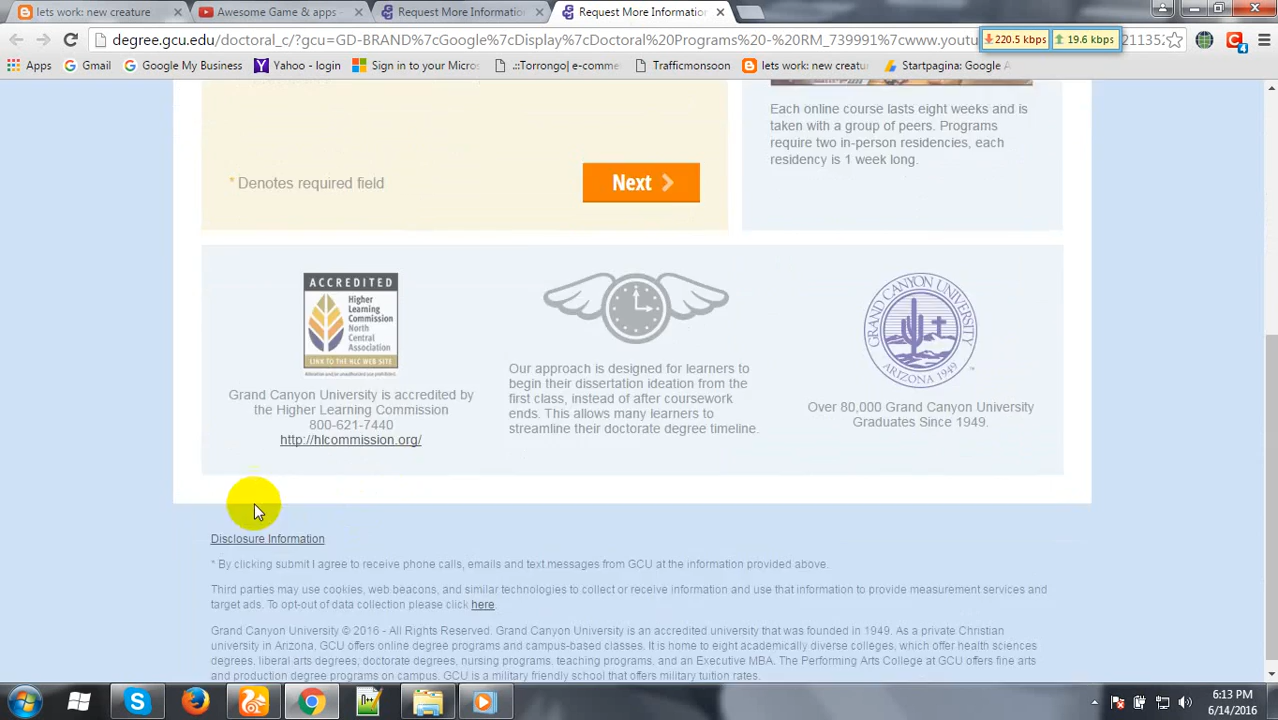 lets work: new creature
Awesome Game & apps -
Request More Information
Request More Information
degree.gcu.edu/doctoral_c/?gcu=GD-BRAND%7cGoogle%7cDisplay%7cDoctoral%20Programs%20-%20RM_739991%7cwww.youtu
220.5 kbps
19.6 kbps
Apps
Gmail
Google My Business
Yahoo - login
Sign in to your Micros
.::Torrongo| e-comme
Trafficmonsoon
lets work: new creatur
Startpagina: Google A
Each online course lasts eight weeks and is
taken with a group of peers. Programs
require two in-person residencies, each
residency is 1 week long.
* Denotes required field
Next
ACCREDITED
Higher
Learning
Commission
North
Central
Association
LINK TO THE HLC WEB SITE
Grand Canyon University is accredited by
the Higher Learning Commission
800-621-7440
http://hlcommission.org/
Our approach is designed for learners to
begin their dissertation ideation from the
first class, instead of after coursework
ends. This allows many learners to
streamline their doctorate degree timeline.
GRAND CANYON UNIVERSITY
ARIZONA 1949
Over 80,000 Grand Canyon University
Graduates Since 1949.
Disclosure Information
* By clicking submit I agree to receive phone calls, emails and text messages from GCU at the information provided above.
Third parties may use cookies, web beacons, and similar technologies to collect or receive information and use that information to provide measurement services and
target ads. To opt-out of data collection please click here.
Grand Canyon University © 2016 - All Rights Reserved. Grand Canyon University is an accredited university that was founded in 1949. As a private Christian
university in Arizona, GCU offers online degree programs and campus-based classes. It is home to eight academically diverse colleges, which offer health sciences
degrees, liberal arts degrees, doctorate degrees, nursing programs, teaching programs, and an Executive MBA. The Performing Arts College at GCU offers fine arts
and production degree programs on campus. GCU is a military friendly school that offers military tuition rates.
6:13 PM
6/14/2016